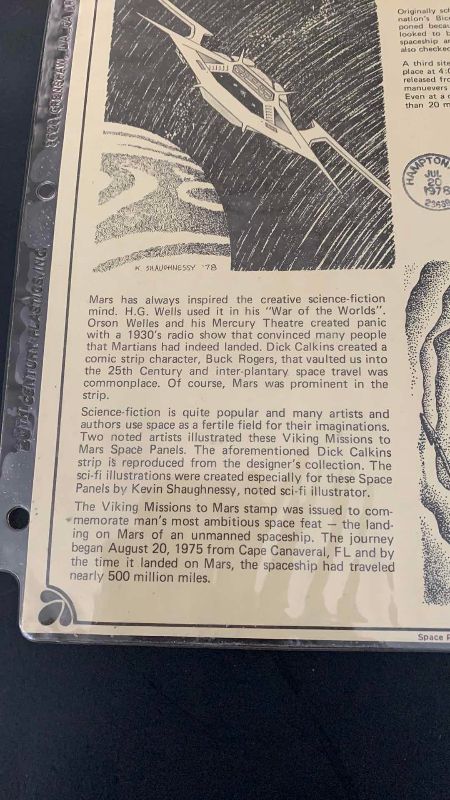 Originally sch
nation's Bic
poned becau
looked to b
spaceship an
also checked
A third site
place at 4:0
released fro
manuevers
Even at a d
than 20 m
HAMPTON
JUL
20
1978
K. SHAUGHNESSY '78
Mars has always inspired the creative science-fiction
mind. H.G. Wells used it in his "War of the Worlds".
Orson Welles and his Mercury Theatre created panic
with a 1930's radio show that convinced many people
that Martians had indeed landed. Dick Calkins created a
comic strip character, Buck Rogers, that vaulted us into
the 25th Century and inter-plantary space travel was
commonplace. Of course, Mars was prominent in the
strip.
Science-fiction is quite popular and many artists and
authors use space as a fertile field for their imaginations.
Two noted artists illustrated these Viking Missions to
Mars Space Panels. The aforementioned Dick Calkins
strip is reproduced from the designer's collection. The
sci-fi illustrations were created especially for these Space
Panels by Kevin Shaughnessy, noted sci-fi illustrator.
The Viking Missions to Mars stamp was issued to com-
memorate man's most ambitious space feat — the land-
ing on Mars of an unmanned spaceship. The journey
began August 20, 1975 from Cape Canaveral, FL and by
the time it landed on Mars, the spaceship had traveled
nearly 500 million miles.
Space P